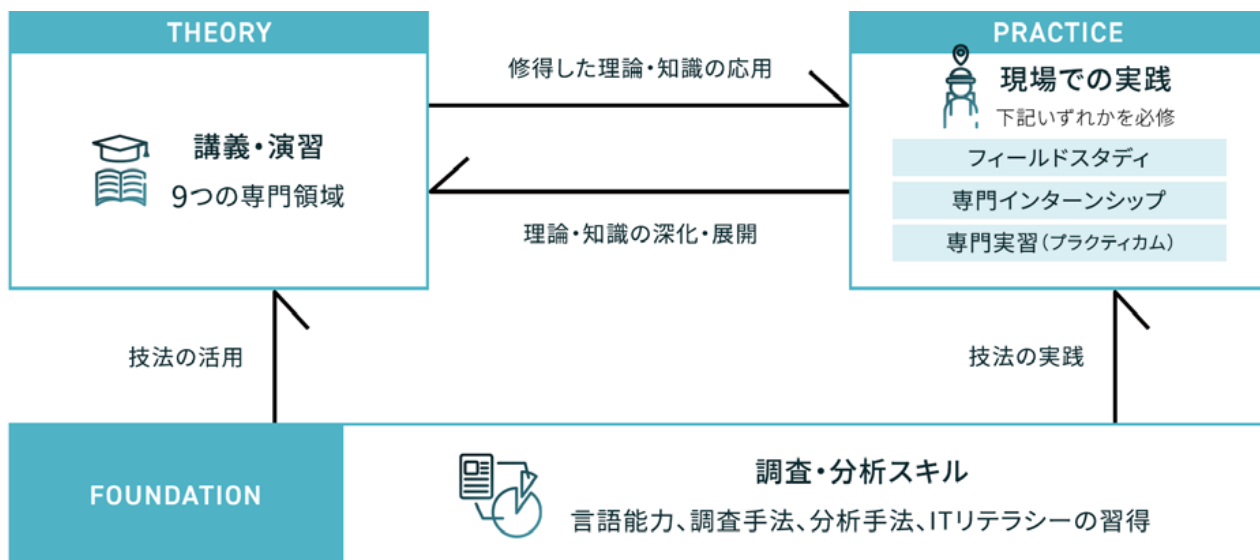 THEORY
講義・演習
9つの専門領域
修得した理論・知識の応用
理論・知識の深化・展開
PRACTICE
現場での実践
下記いずれかを必修
フィールドスタディ
専門インターンシップ
専門実習(プラクティカム)
技法の活用
技法の実践
FOUNDATION
調査・分析スキル
言語能力、調査手法、分析手法、ITリテラシーの習得